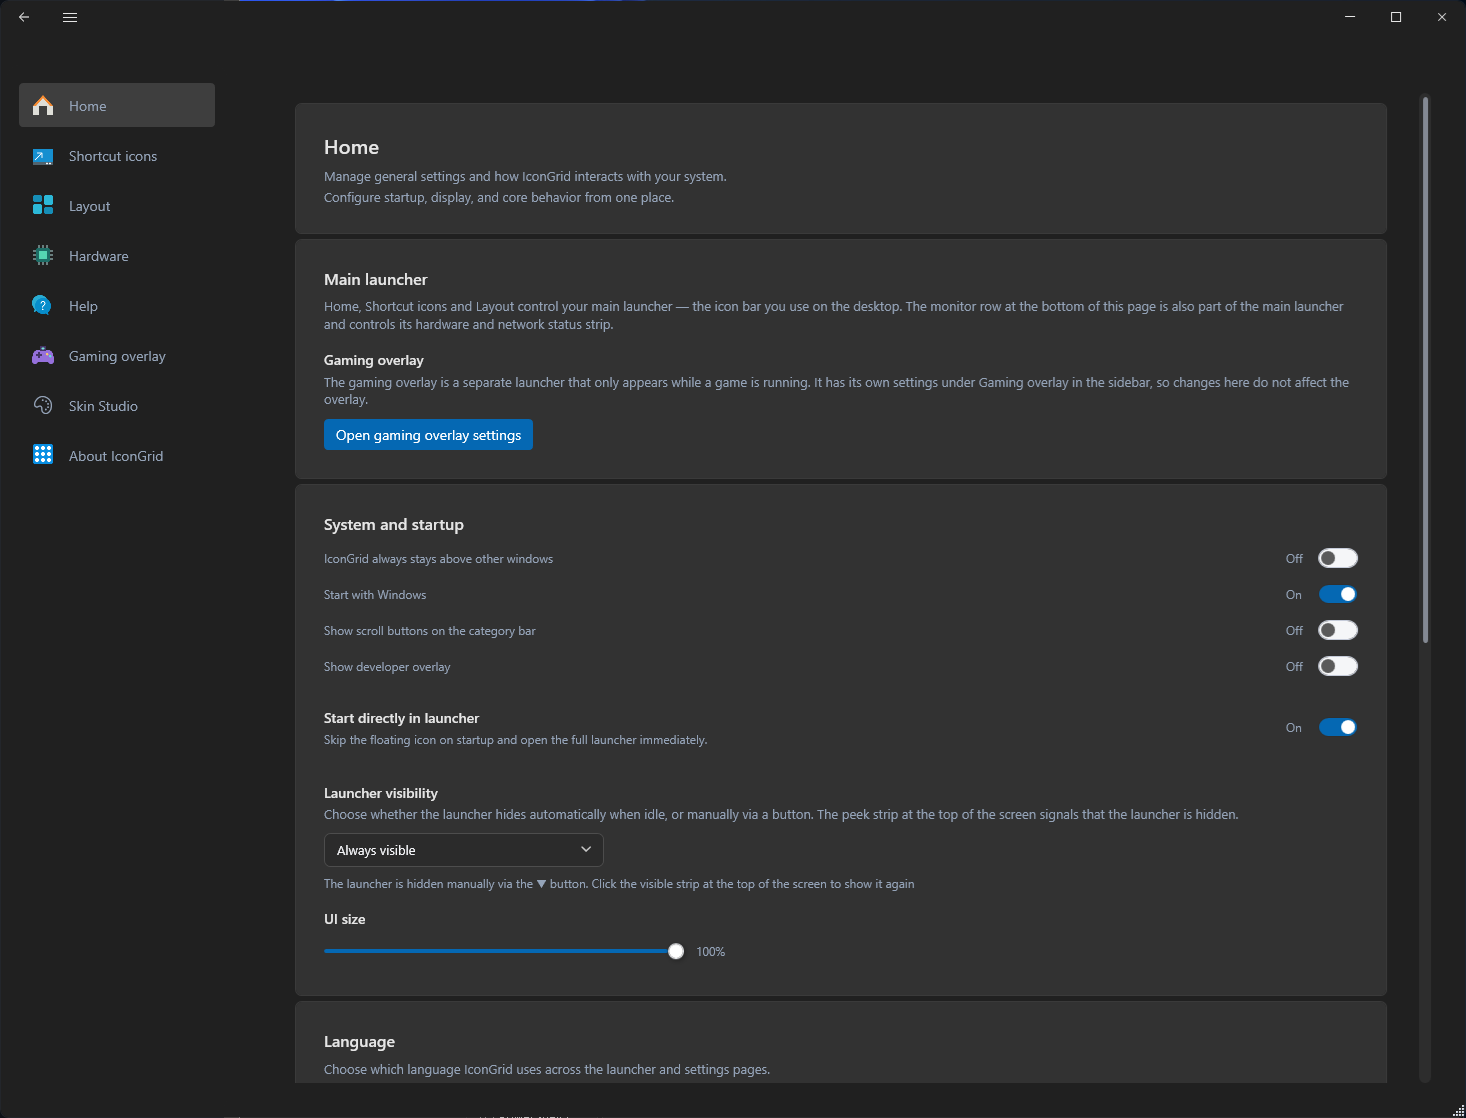 Home
Shortcut icons
Layout
Hardware
Help
Gaming overlay
Skin Studio
About IconGrid
Home
Manage general settings and how IconGrid interacts with your system.
Configure startup, display, and core behavior from one place.
Main launcher
Home, Shortcut icons and Layout control your main launcher — the icon bar you use on the desktop. The monitor row at the bottom of this page is also part of the main launcher
and controls its hardware and network status strip.
Gaming overlay
The gaming overlay is a separate launcher that only appears while a game is running. It has its own settings under Gaming overlay in the sidebar, so changes here do not affect the
overlay.
Open gaming overlay settings
System and startup
IconGrid always stays above other windows Off
Start with Windows On
Show scroll buttons on the category bar Off
Show developer overlay Off
Start directly in launcher
Skip the floating icon on startup and open the full launcher immediately. On
Launcher visibility
Choose whether the launcher hides automatically when idle, or manually via a button. The peek strip at the top of the screen signals that the launcher is hidden.
Always visible
The launcher is hidden manually via the ▼ button. Click the visible strip at the top of the screen to show it again
UI size
100%
Language
Choose which language IconGrid uses across the launcher and settings pages.